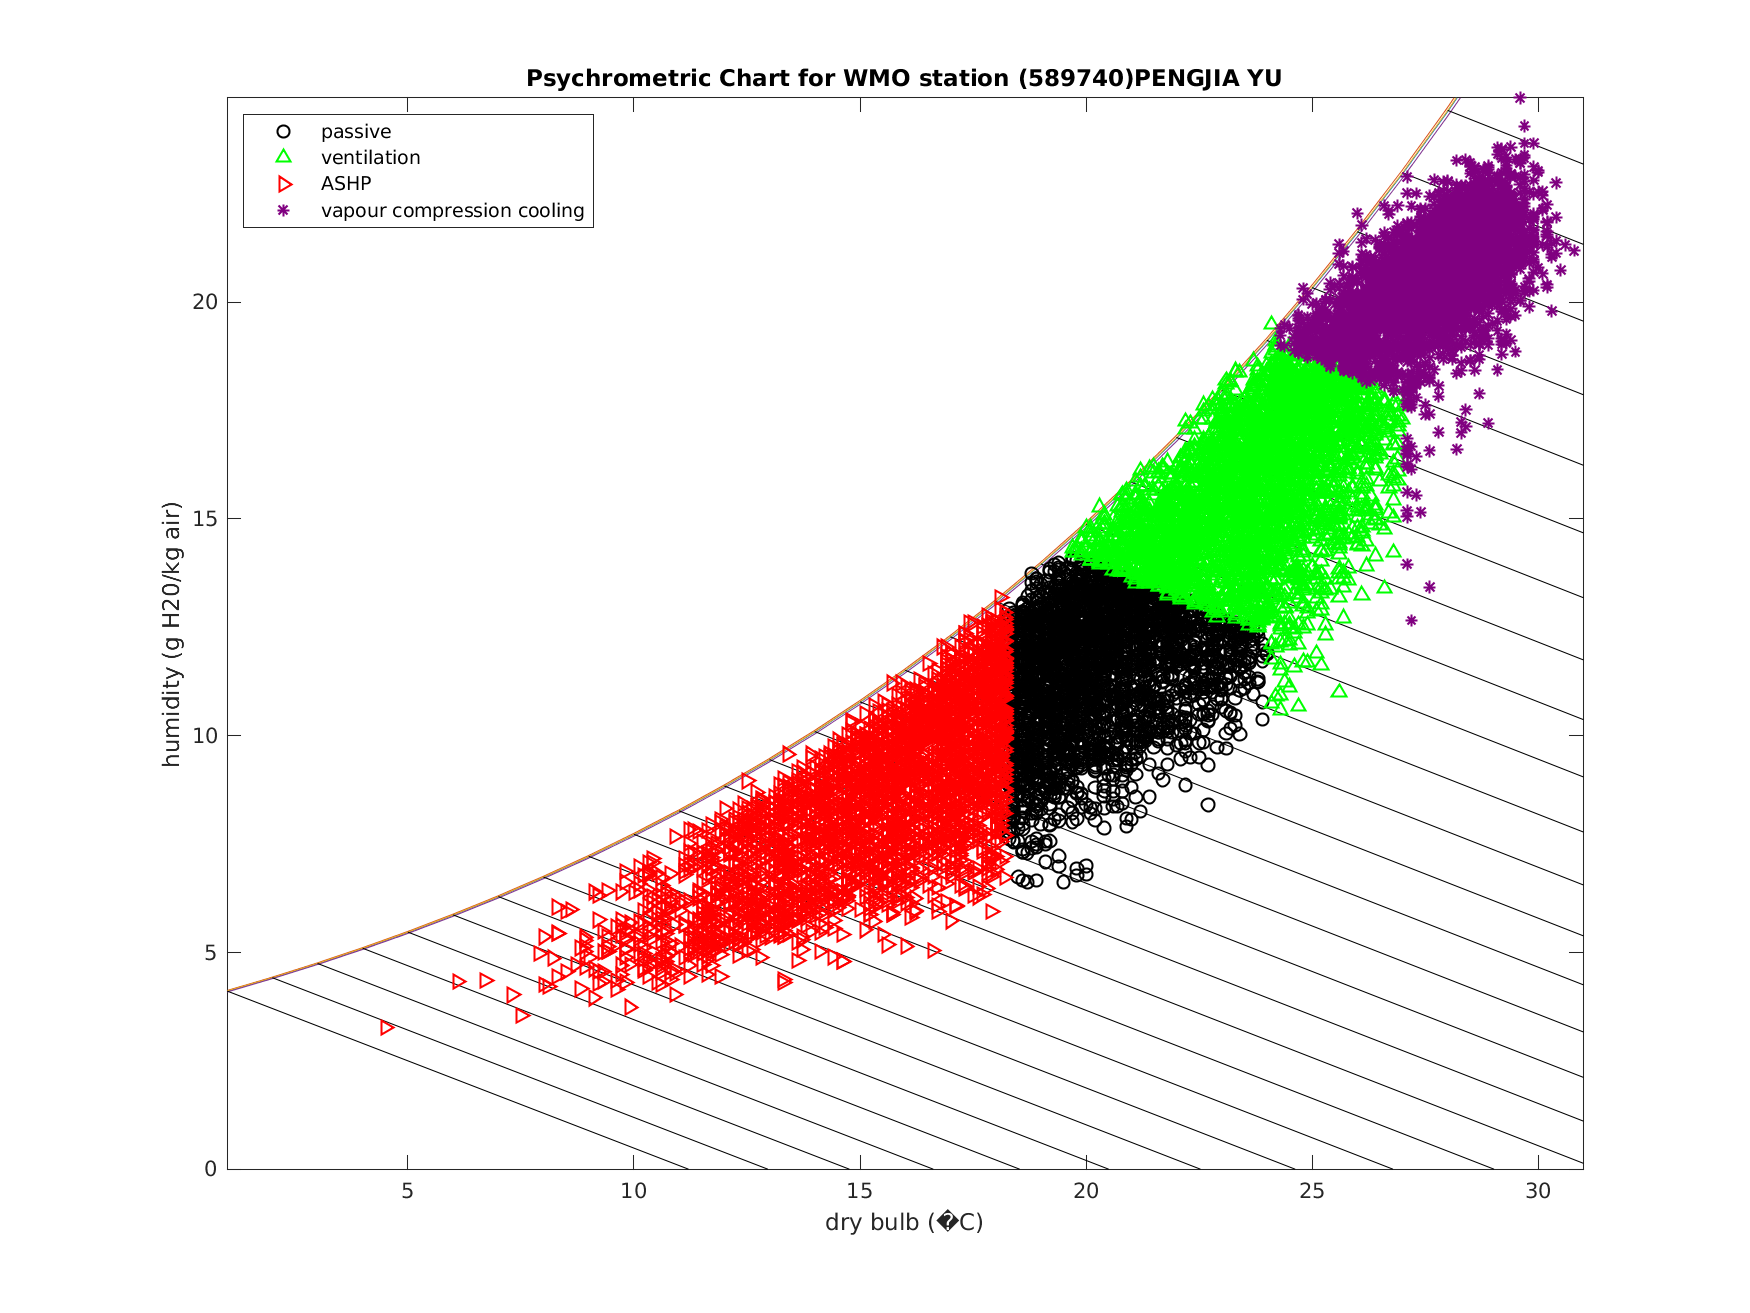 Psychrometric Chart for WMO station (589740)PENGJIA YU
passive
ventilation
ASHP
vapour compression cooling
humidity (g H20/kg air)
20
15
10
5
0
5
10
15
20
25
30
dry bulb (�C)